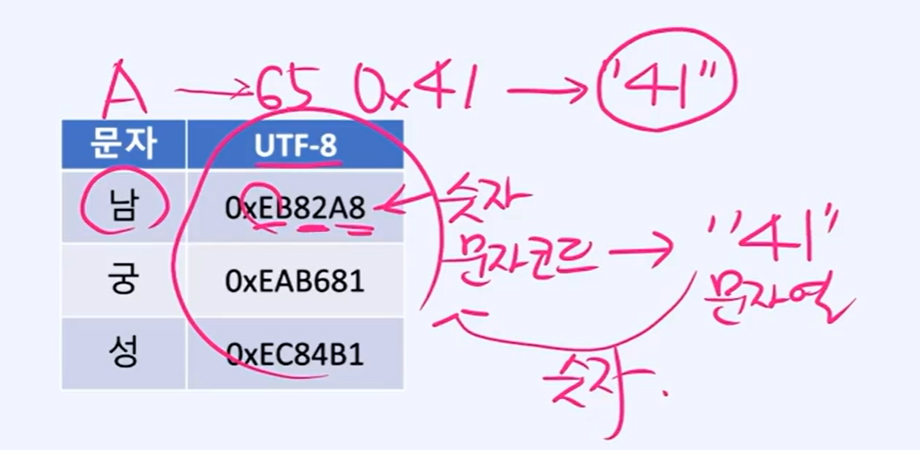 A → 65 0x41 → "41"
문자 UTF-8
남 0xEB82A8 ← 숫자
문자코드 → "41"
궁 0xEAB681
문자열
성 0xEC84B1
숫자.